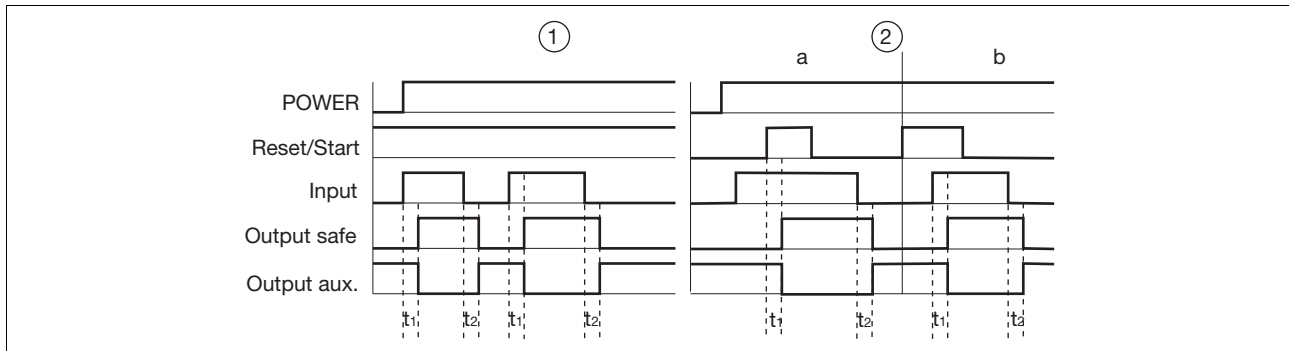 ① ②
a b
POWER
Reset/Start
Input
Output safe
Output aux.
t1 t2 t1 t2 t1 t2 t1 t2